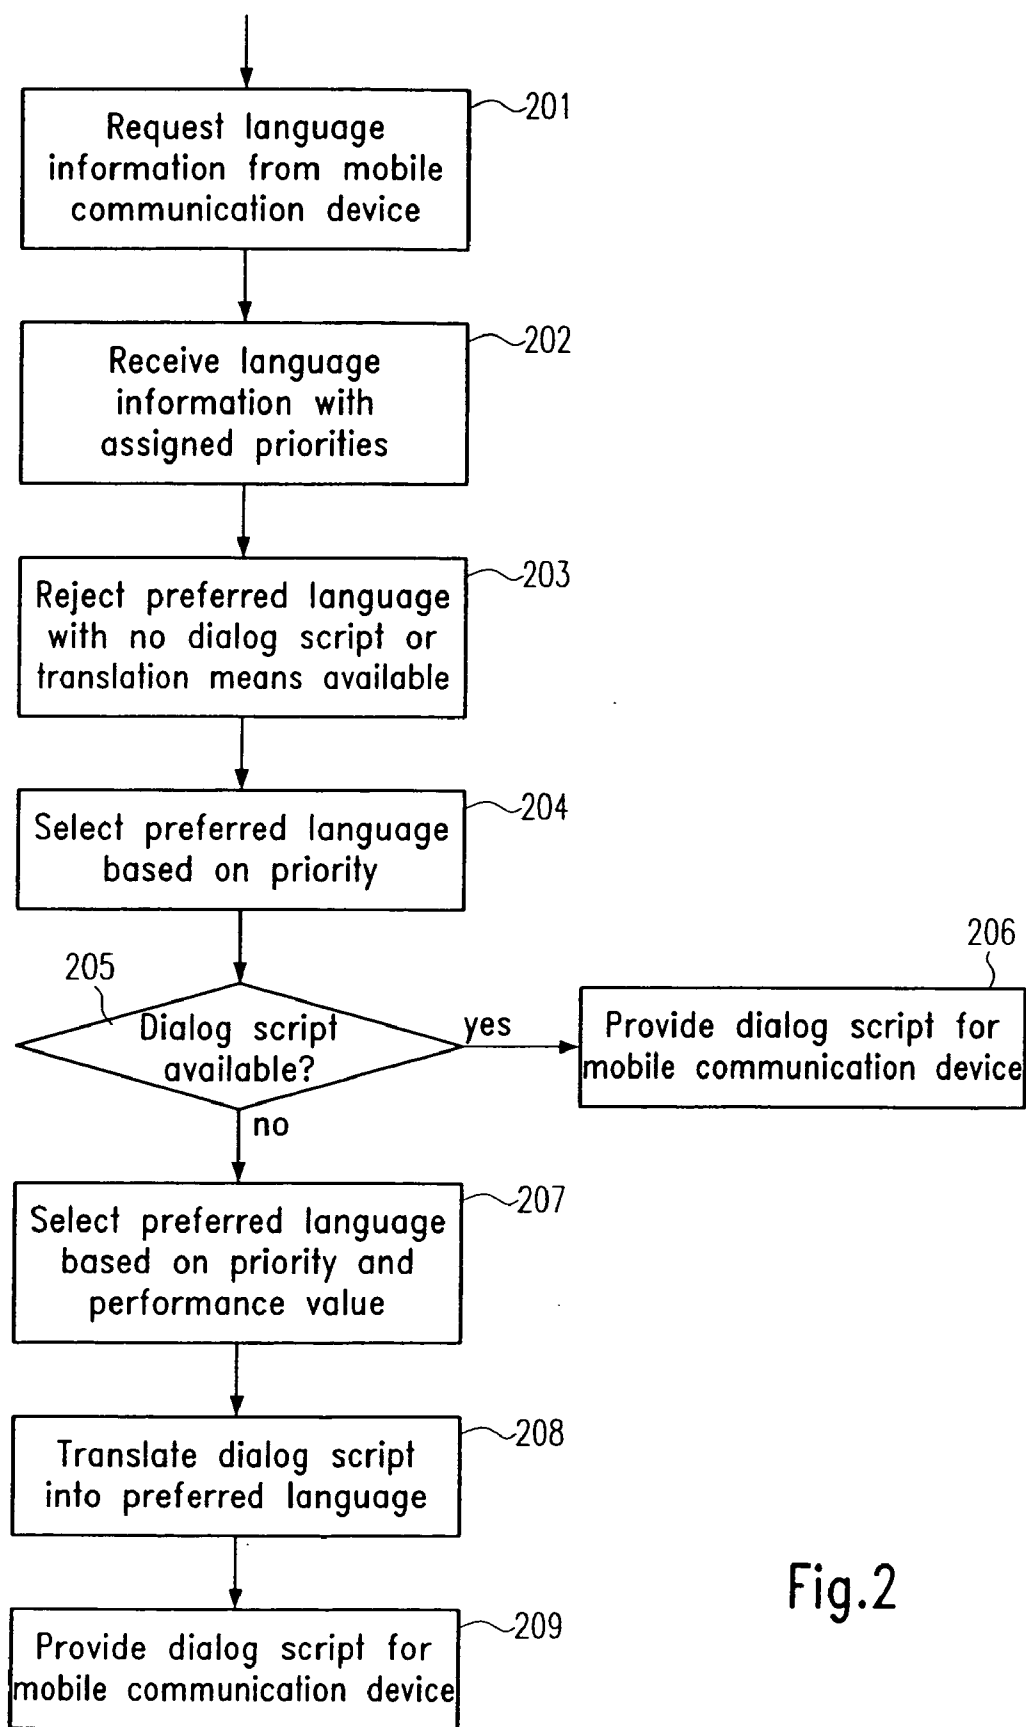 201
Request language
information from mobile
communication device
202
Receive language
information with
assigned priorities
203
Reject preferred language
with no dialog script or
translation means available
204
Select preferred language
based on priority
205
Dialog script
available?
yes
no
206
Provide dialog script for
mobile communication device
207
Select preferred language
based on priority and
performance value
208
Translate dialog script
into preferred language
209
Provide dialog script for
mobile communication device
Fig.2